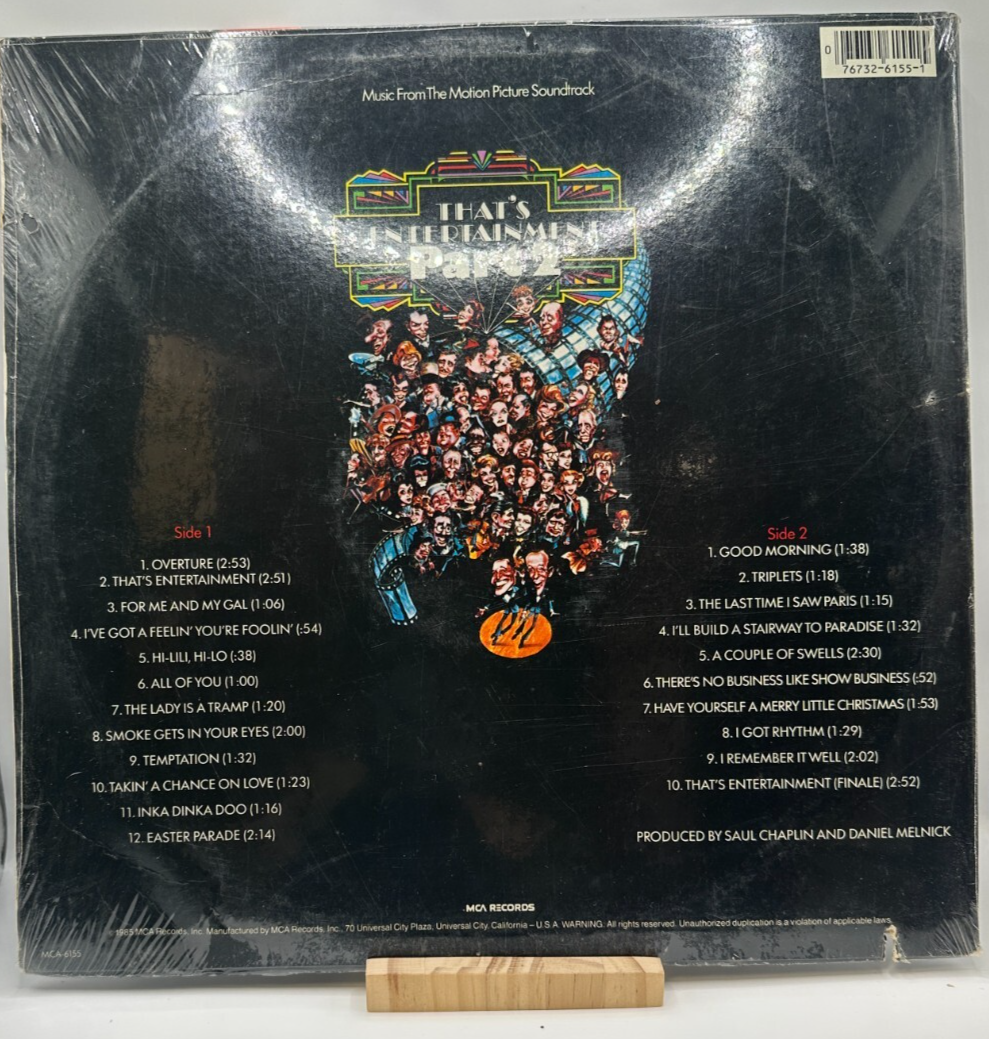 0
76732-6155-1
Music From The Motion Picture Soundtrack
THAT'S
ENTERTAINMENT
Part 2
Side 1
1. OVERTURE (2:53)
2. THAT'S ENTERTAINMENT (2:51)
3. FOR ME AND MY GAL (1:06)
4. I'VE GOT A FEELIN' YOU'RE FOOLIN' (:54)
5. HI-LILI, HI-LO (:38)
6. ALL OF YOU (1:00)
7. THE LADY IS A TRAMP (1:20)
8. SMOKE GETS IN YOUR EYES (2:00)
9. TEMPTATION (1:32)
10. TAKIN' A CHANCE ON LOVE (1:23)
11. INKA DINKA DOO (1:16)
12. EASTER PARADE (2:14)
Side 2
1. GOOD MORNING (1:38)
2. TRIPLETS (1:18)
3. THE LAST TIME I SAW PARIS (1:15)
4. I'LL BUILD A STAIRWAY TO PARADISE (1:32)
5. A COUPLE OF SWELLS (2:30)
6. THERE'S NO BUSINESS LIKE SHOW BUSINESS (:52)
7. HAVE YOURSELF A MERRY LITTLE CHRISTMAS (1:53)
8. I GOT RHYTHM (1:29)
9. I REMEMBER IT WELL (2:02)
10. THAT'S ENTERTAINMENT (FINALE) (2:52)
PRODUCED BY SAUL CHAPLIN AND DANIEL MELNICK
MCA RECORDS
© 1985 MCA Records, Inc. Manufactured by MCA Records, Inc., 70 Universal City Plaza, Universal City, California – U.S.A. WARNING: All rights reserved. Unauthorized duplication is a violation of applicable laws.
MCA-6155